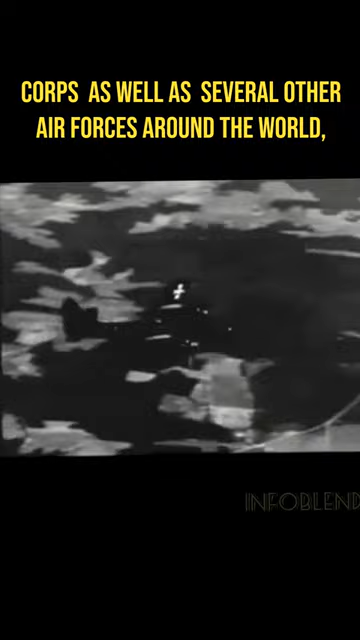 CORPS AS WELL AS SEVERAL OTHER
AIR FORCES AROUND THE WORLD,
INFOBLEND